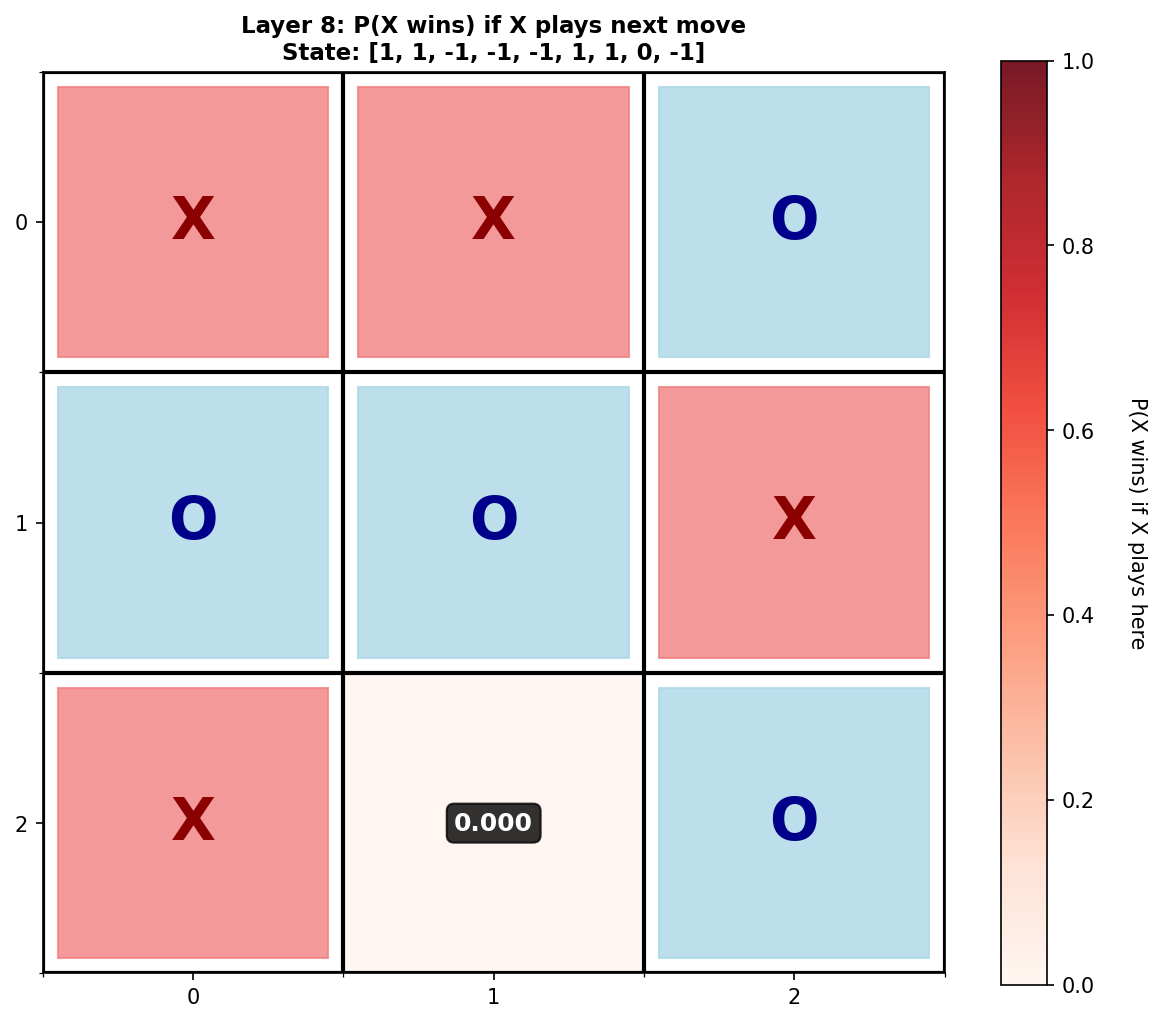 Layer 8: P(X wins) if X plays next move
State: [1, 1, -1, -1, -1, 1, 1, 0, -1]
0
X
X
O
1
O
O
X
2
X
0.000
O
0
1
2
1.0
0.8
0.6
0.4
0.2
0.0
P(X wins) if X plays here